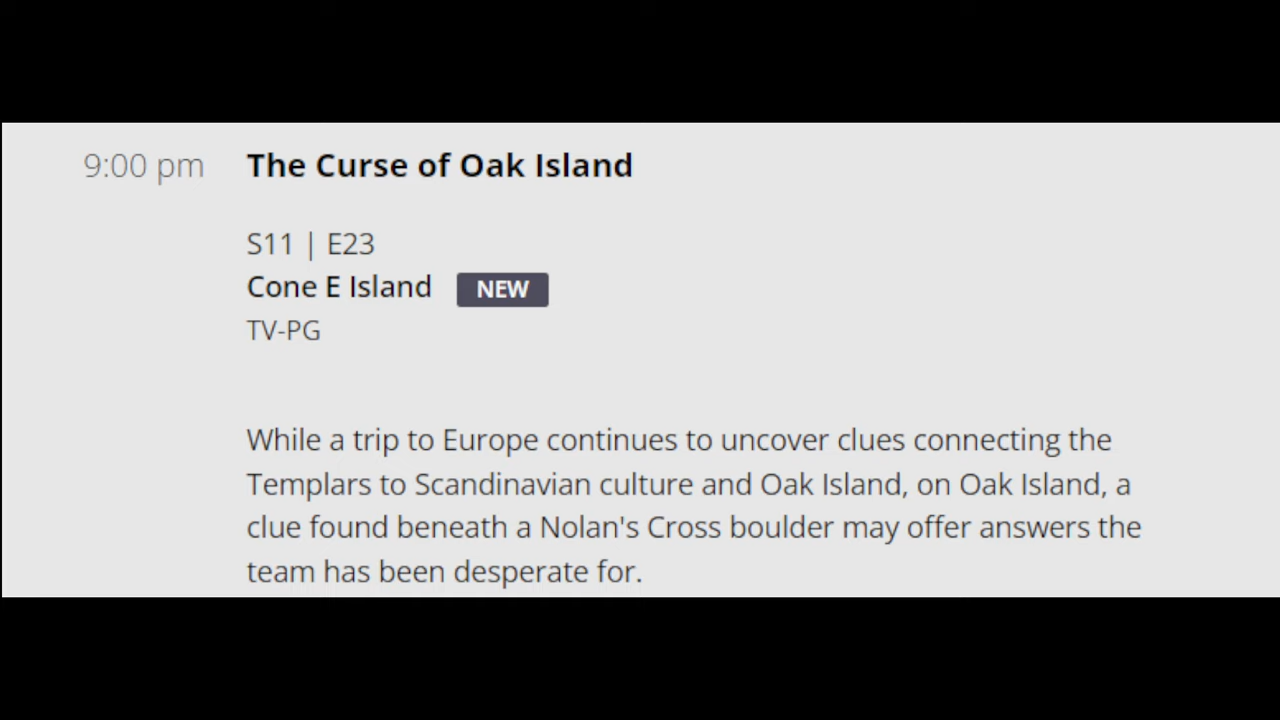 9:00 pm The Curse of Oak Island
S11 | E23
Cone E Island NEW
TV-PG
While a trip to Europe continues to uncover clues connecting the
Templars to Scandinavian culture and Oak Island, on Oak Island, a
clue found beneath a Nolan's Cross boulder may offer answers the
team has been desperate for.